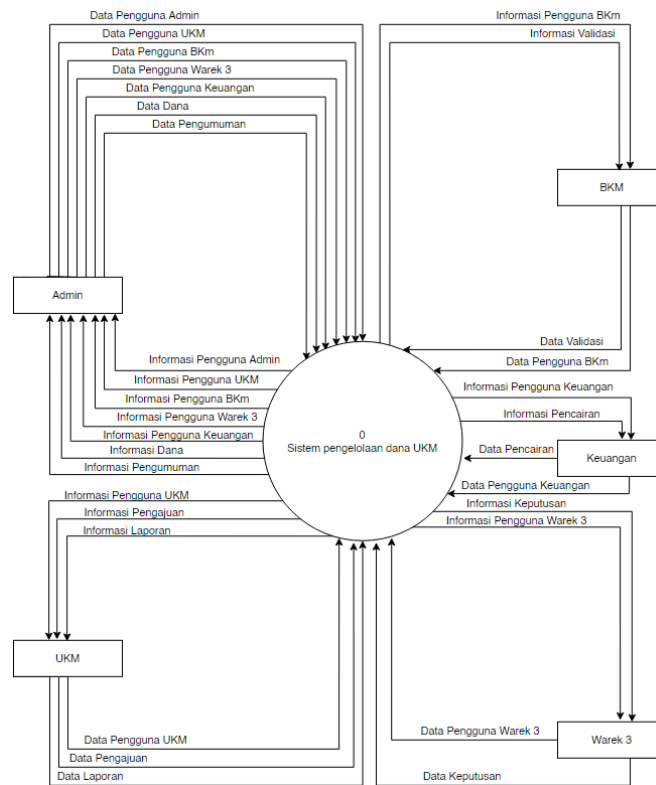 Data Pengguna Admin
Data Pengguna UKM
Data Pengguna BKm
Data Pengguna Warek 3
Data Pengguna Keuangan
Data Dana
Data Pengumuman
Informasi Pengguna BKm
Informasi Validasi
BKM
Admin
Data Validasi
Data Pengguna BKm
Informasi Pengguna Admin
Informasi Pengguna UKM
Informasi Pengguna BKm
Informasi Pengguna Warek 3
Informasi Pengguna Keuangan
Informasi Dana
Informasi Pengumuman
0
Sistem pengelolaan dana UKM
Informasi Pengguna Keuangan
Informasi Pencairan
Keuangan
Data Pencairan
Data Pengguna Keuangan
Informasi Keputusan
Informasi Pengguna Warek 3
Informasi Pengguna UKM
Informasi Pengajuan
Informasi Laporan
UKM
Data Pengguna UKM
Data Pengajuan
Data Laporan
Data Pengguna Warek 3
Warek 3
Data Keputusan